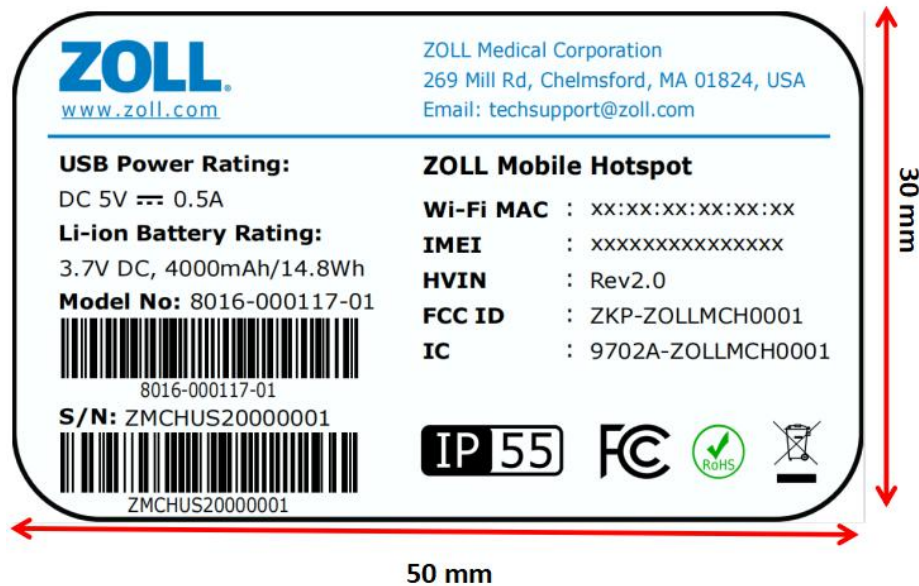 ZOLL.
www.zoll.com
ZOLL Medical Corporation
269 Mill Rd, Chelmsford, MA 01824, USA
Email: techsupport@zoll.com
USB Power Rating:
DC 5V ⎓ 0.5A
Li-ion Battery Rating:
3.7V DC, 4000mAh/14.8Wh
Model No: 8016-000117-01
8016-000117-01
S/N: ZMCHUS20000001
ZMCHUS20000001
ZOLL Mobile Hotspot
Wi-Fi MAC : xx:xx:xx:xx:xx:xx
IMEI : xxxxxxxxxxxxxxx
HVIN : Rev2.0
FCC ID : ZKP-ZOLLMCH0001
IC : 9702A-ZOLLMCH0001
IP 55
FC
RoHS
30 mm
50 mm